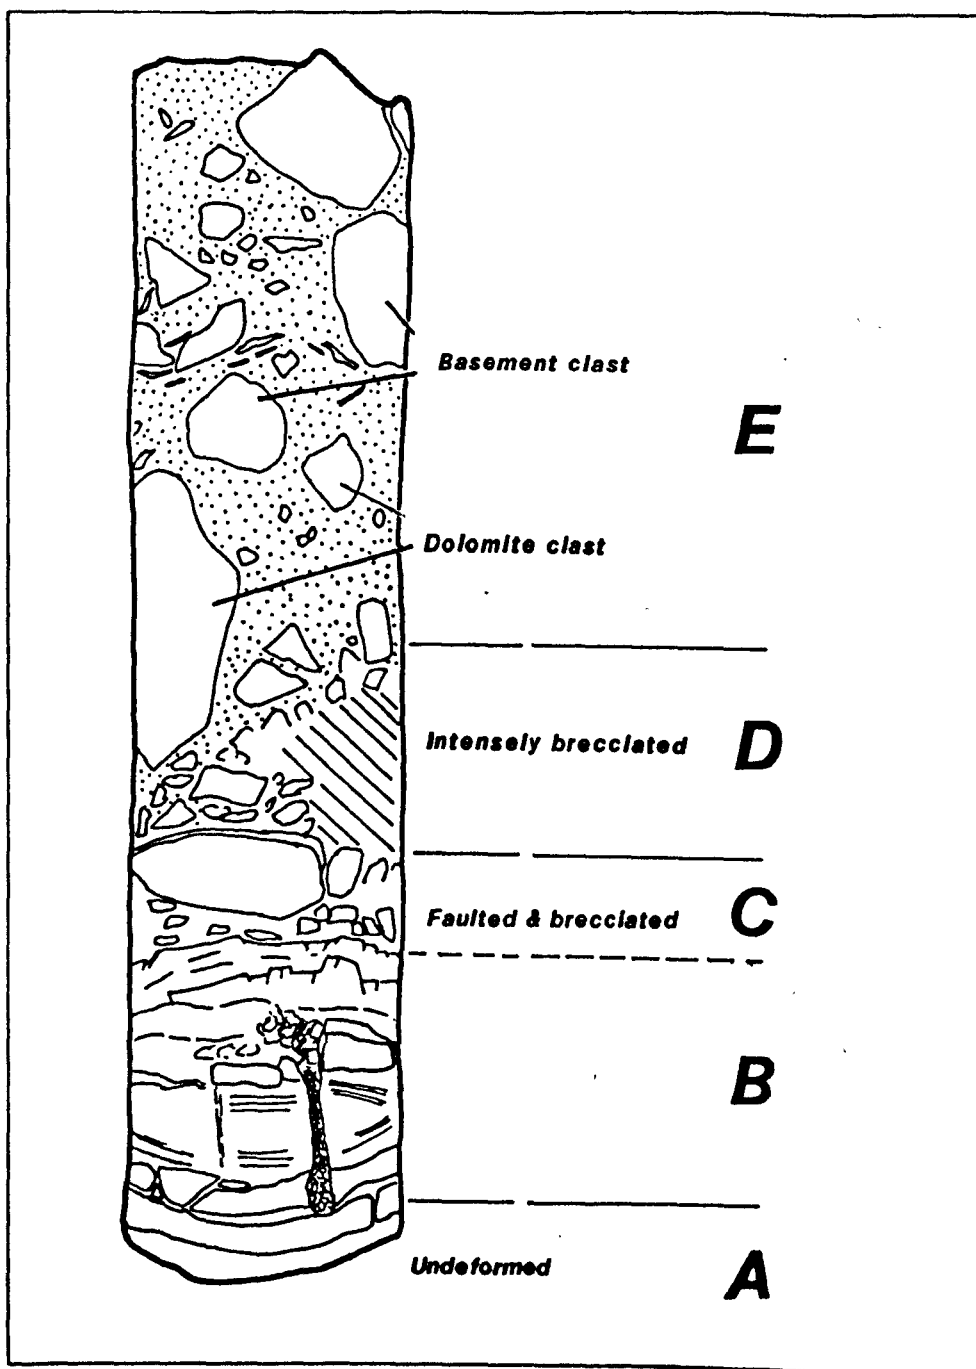 Basement clast
E
Dolomite clast
Intensely brecciated
D
Faulted & brecciated
C
B
Undeformed
A